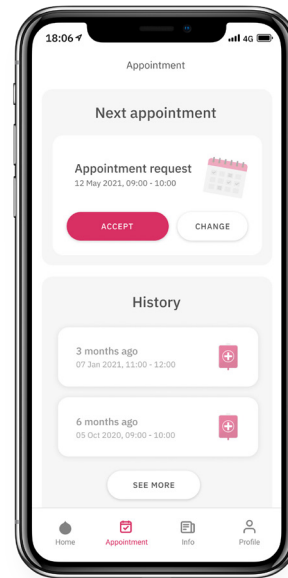 18:06
4G
Appointment
Next appointment
Appointment request
12 May 2021, 09:00 - 10:00
ACCEPT
CHANGE
History
3 months ago
07 Jan 2021, 11:00 - 12:00
6 months ago
05 Oct 2020, 09:00 - 10:00
SEE MORE
Home
Appointment
Info
Profile